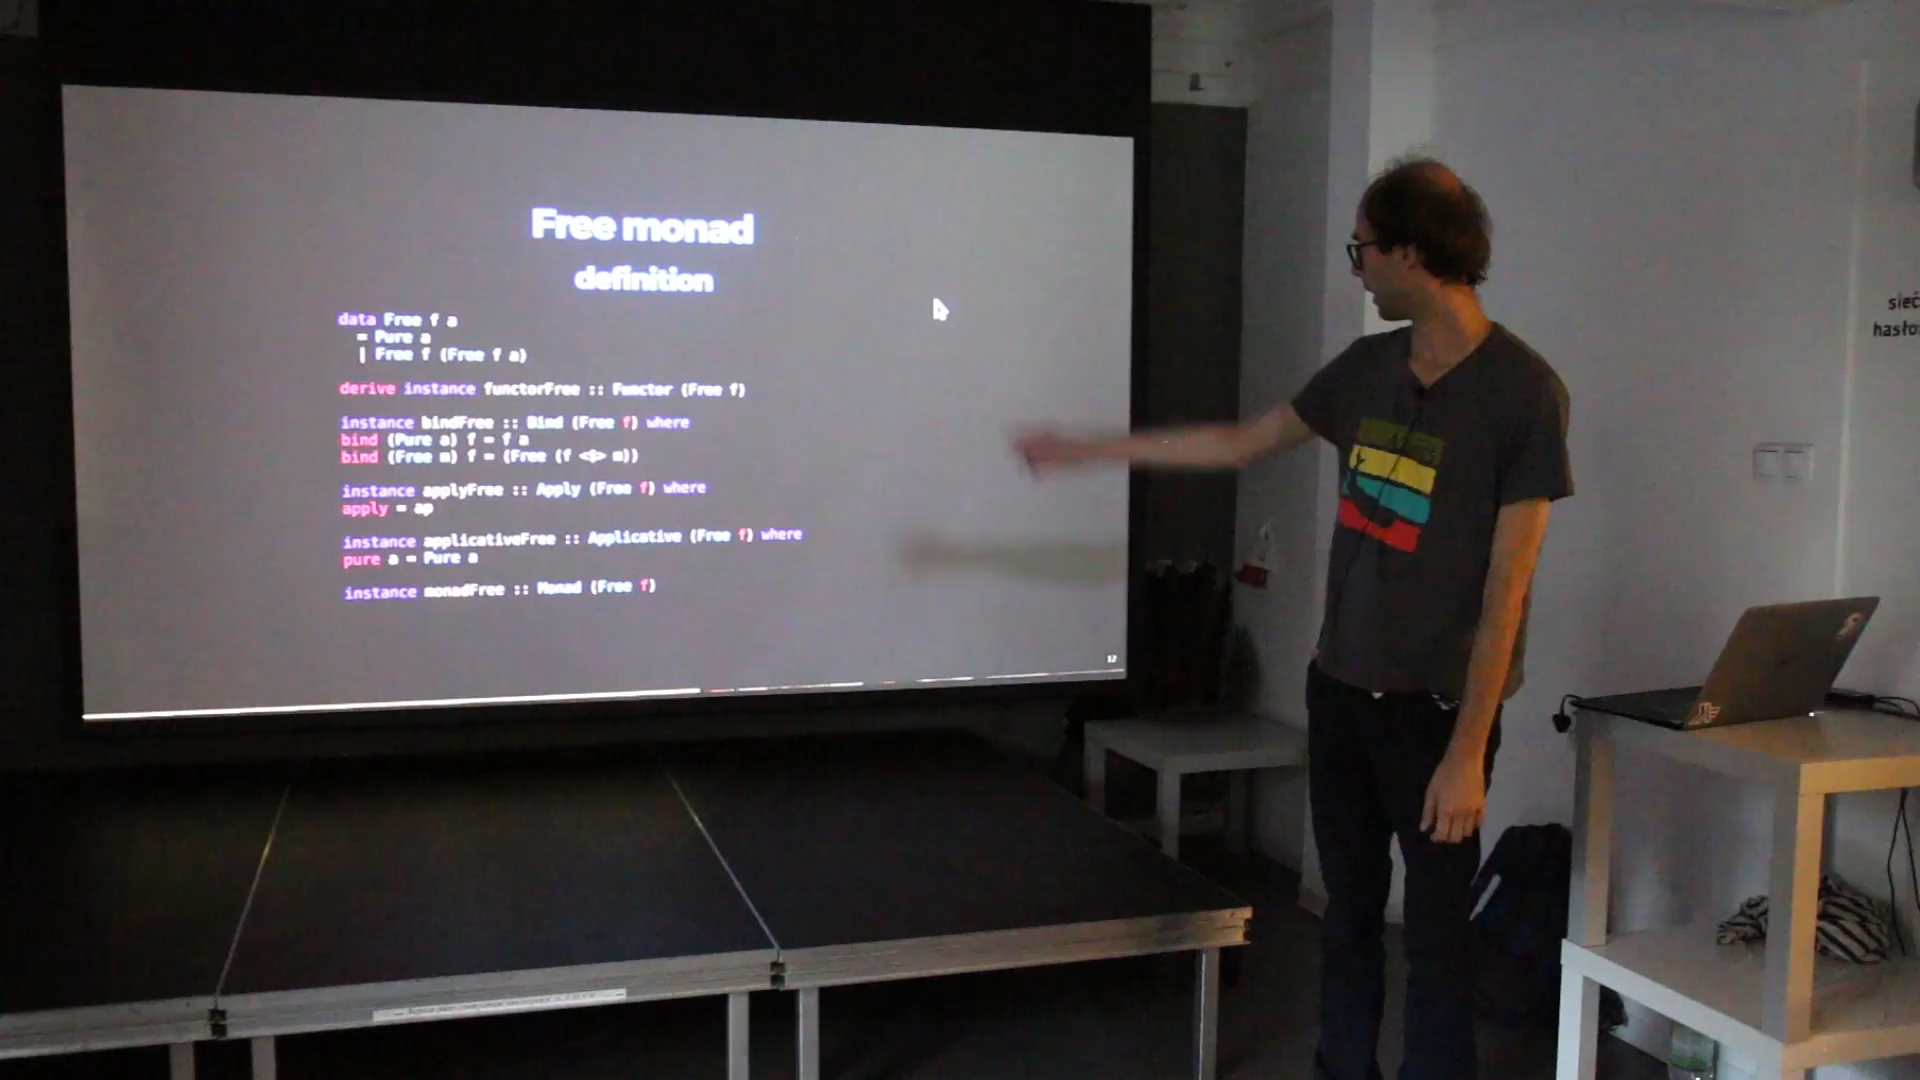 Free monad
definition
data Free f a
= Pure a
| Free f (Free f a)
derive instance functorFree :: Functor (Free f)
instance bindFree :: Bind (Free f) where
bind (Pure a) f = f a
bind (Free m) f = (Free (f <$> m))
instance applyFree :: Apply (Free f) where
apply = ap
instance applicativeFree :: Applicative (Free f) where
pure a = Pure a
instance monadFree :: Monad (Free f)
12
sieć
hasło